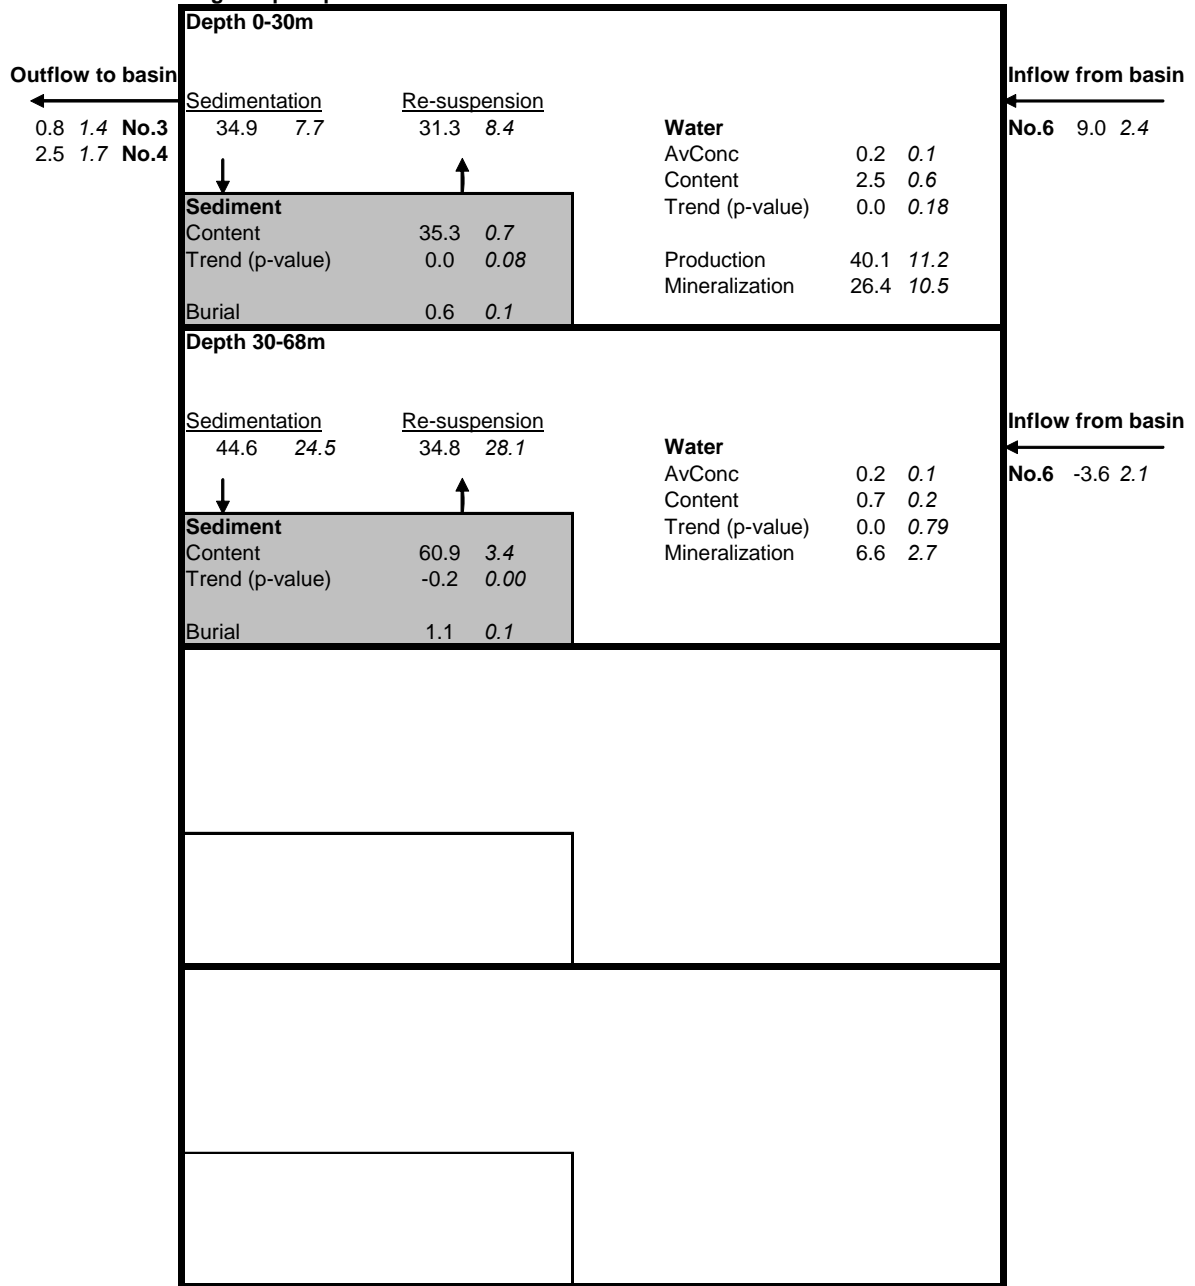 Depth 0-30m
Outflow to basin
Inflow from basin
Sedimentation Re-suspension
0.8 1.4 No.3 34.9 7.7 31.3 8.4 Water No.6 9.0 2.4
2.5 1.7 No.4 AvConc 0.2 0.1
Content 2.5 0.6
Sediment Trend (p-value) 0.0 0.18
Content 35.3 0.7
Trend (p-value) 0.0 0.08 Production 40.1 11.2
Mineralization 26.4 10.5
Burial 0.6 0.1
Depth 30-68m
Sedimentation Re-suspension Inflow from basin
44.6 24.5 34.8 28.1 Water
AvConc 0.2 0.1 No.6 -3.6 2.1
Content 0.7 0.2
Sediment Trend (p-value) 0.0 0.79
Content 60.9 3.4 Mineralization 6.6 2.7
Trend (p-value) -0.2 0.00
Burial 1.1 0.1